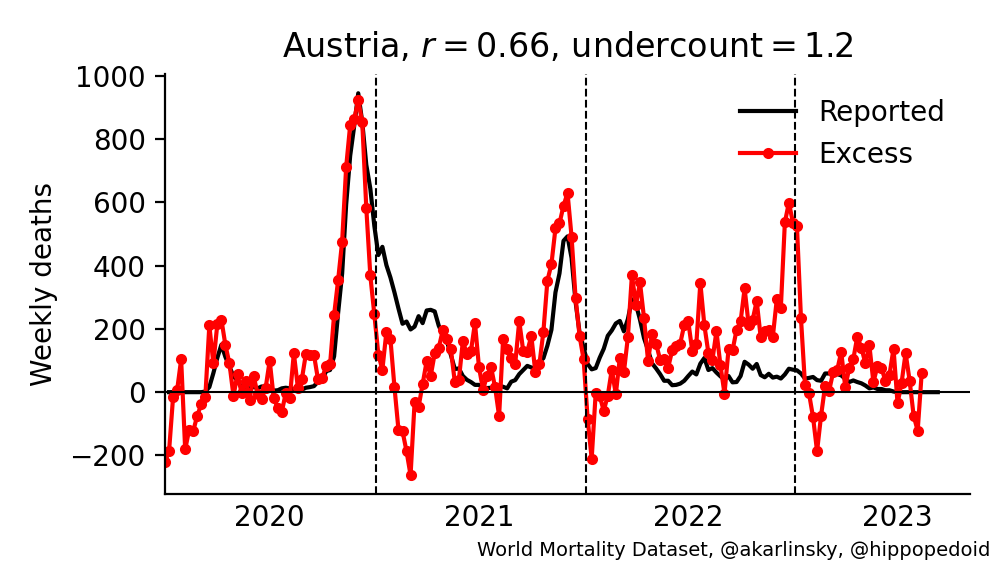 Austria, r = 0.66, undercount = 1.2
1000
800
600
400
200
0
−200
Weekly deaths
Reported
Excess
2020 2021 2022 2023
World Mortality Dataset, @akarlinsky, @hippopedoid